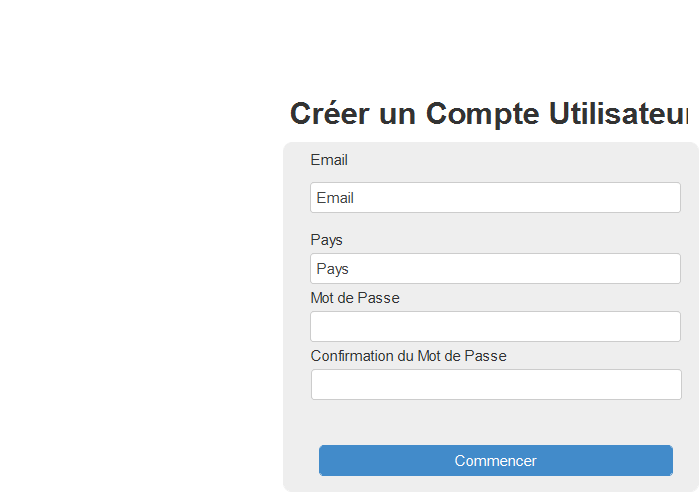 Créer un Compte Utilisateur
Email
Email
Pays
Pays
Mot de Passe
Confirmation du Mot de Passe
Commencer